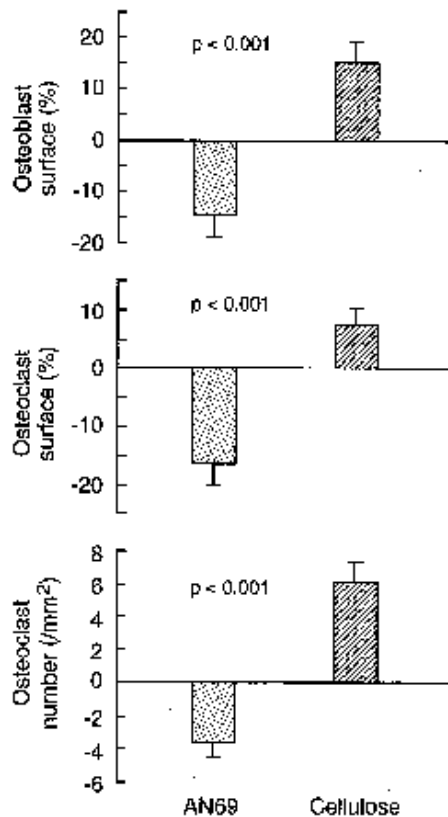 Osteoblast
surface (%)
20
10
0
-10
-20
p < 0.001
Osteoclast
surface (%)
10
0
-10
-20
p < 0.001
Osteoclast
number (/mm²)
8
6
4
2
0
-2
-4
-6
p < 0.001
AN69 Cellulose